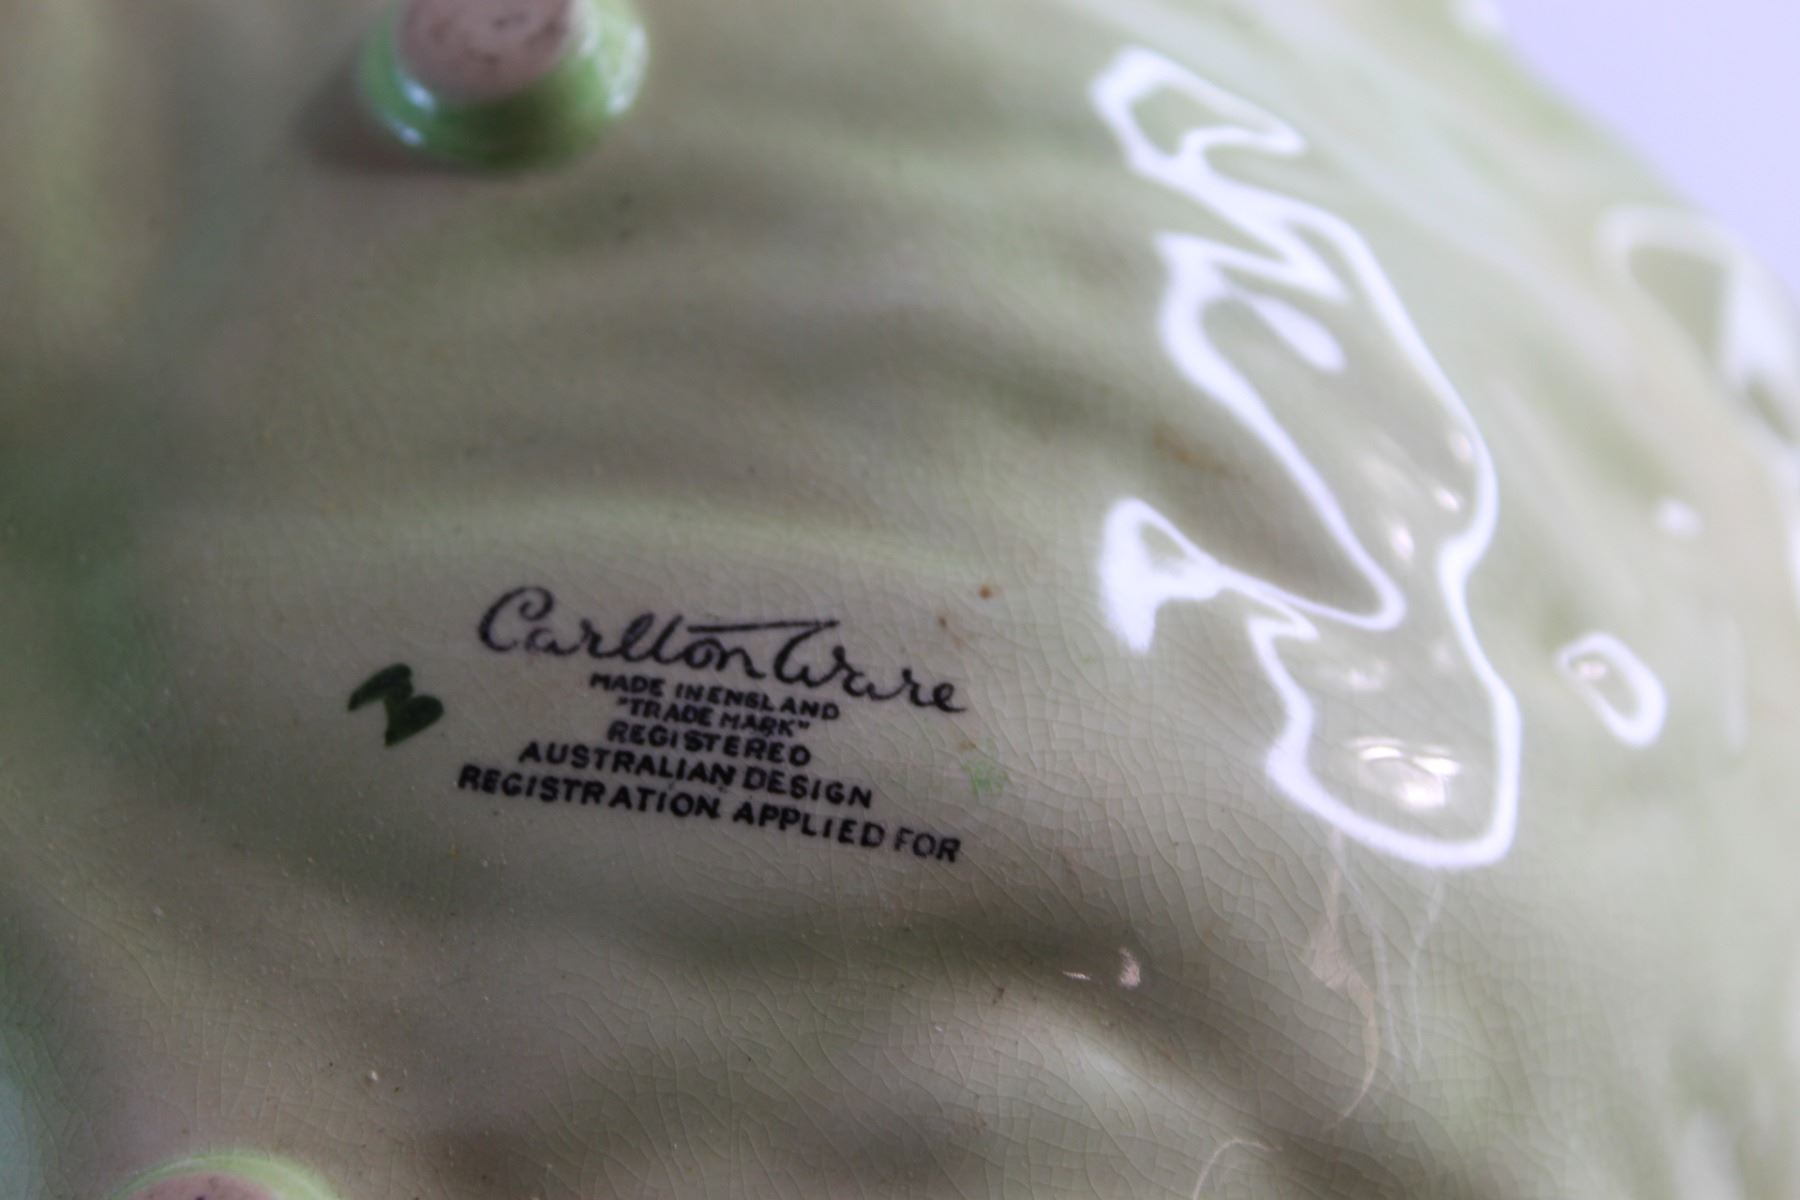 Carlton Ware
MADE IN ENGLAND
"TRADE MARK"
REGISTERED
AUSTRALIAN DESIGN
REGISTRATION APPLIED FOR